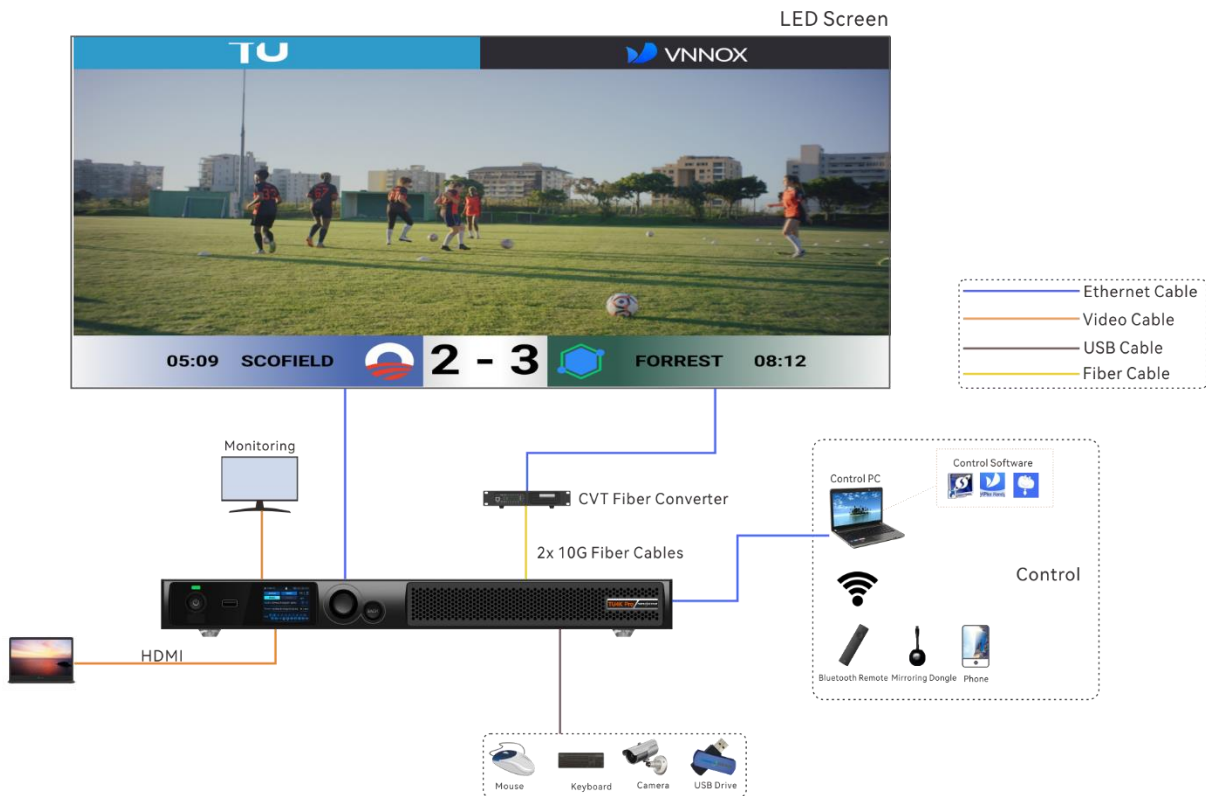 LED Screen
TU
VNNOX
05:09 SCOFIELD 2 - 3 FORREST 08:12
Ethernet Cable
Video Cable
USB Cable
Fiber Cable
Monitoring
CVT Fiber Converter
2x 10G Fiber Cables
HDMI
Control PC
Control Software
Control
Bluetooth Remote
Mirroring Dongle
Phone
Mouse
Keyboard
Camera
USB Drive